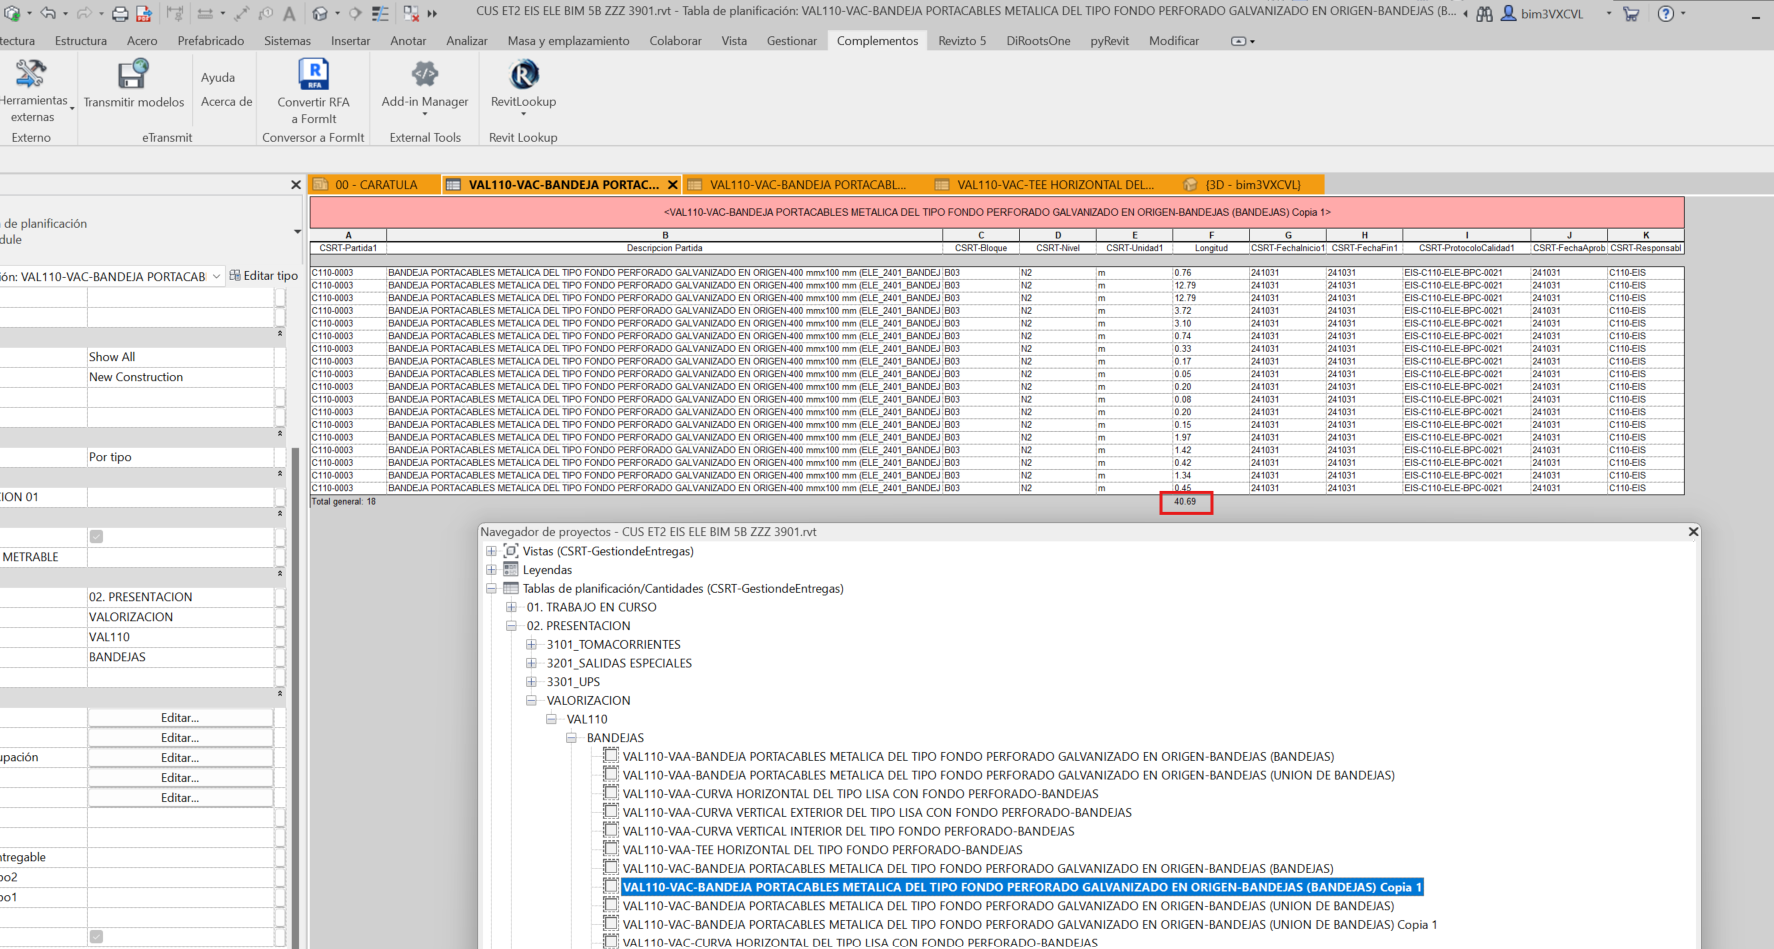 CUS ET2 EIS ELE BIM 5B ZZZ 3901.rvt - Tabla de planificación: VAL110-VAC-BANDEJA PORTACABLES METALICA DEL TIPO FONDO PERFORADO GALVANIZADO EN ORIGEN-BANDEJAS (B...
bim3VXCVL
tectura Estructura Acero Prefabricado Sistemas Insertar Anotar Analizar Masa y emplazamiento Colaborar Vista Gestionar Complementos Revizto 5 DiRootsOne pyRevit Modificar
Herramientas externas
Transmitir modelos
Ayuda
Acerca de
Convertir RFA a FormIt
Add-in Manager
RevitLookup
Externo eTransmit Conversor a FormIt External Tools Revit Lookup
00 - CARATULA
VAL110-VAC-BANDEJA PORTAC...
VAL110-VAC-BANDEJA PORTACABL...
VAL110-VAC-TEE HORIZONTAL DEL...
{3D - bim3VXCVL}
de planificación
dule
ión: VAL110-VAC-BANDEJA PORTACAB
Editar tipo
Show All
New Construction
Por tipo
ION 01
METRABLE
02. PRESENTACION
VALORIZACION
VAL110
BANDEJAS
Editar...
Editar...
upación Editar...
Editar...
Editar...
ntregable
po2
po1
<VAL110-VAC-BANDEJA PORTACABLES METALICA DEL TIPO FONDO PERFORADO GALVANIZADO EN ORIGEN-BANDEJAS (BANDEJAS) Copia 1>
A B C D E F G H I J K
CSRT-Partida1 Descripcion Partida CSRT-Bloque CSRT-Nivel CSRT-Unidad1 Longitud CSRT-FechaInicio1 CSRT-FechaFin1 CSRT-ProtocoloCalidad1 CSRT-FechaAprob CSRT-Responsabl
C110-0003 BANDEJA PORTACABLES METALICA DEL TIPO FONDO PERFORADO GALVANIZADO EN ORIGEN-400 mmx100 mm (ELE_2401_BANDEJ B03 N2 m 0.76 241031 241031 EIS-C110-ELE-BPC-0021 241031 C110-EIS
C110-0003 BANDEJA PORTACABLES METALICA DEL TIPO FONDO PERFORADO GALVANIZADO EN ORIGEN-400 mmx100 mm (ELE_2401_BANDEJ B03 N2 m 12.79 241031 241031 EIS-C110-ELE-BPC-0021 241031 C110-EIS
C110-0003 BANDEJA PORTACABLES METALICA DEL TIPO FONDO PERFORADO GALVANIZADO EN ORIGEN-400 mmx100 mm (ELE_2401_BANDEJ B03 N2 m 12.79 241031 241031 EIS-C110-ELE-BPC-0021 241031 C110-EIS
C110-0003 BANDEJA PORTACABLES METALICA DEL TIPO FONDO PERFORADO GALVANIZADO EN ORIGEN-400 mmx100 mm (ELE_2401_BANDEJ B03 N2 m 3.72 241031 241031 EIS-C110-ELE-BPC-0021 241031 C110-EIS
C110-0003 BANDEJA PORTACABLES METALICA DEL TIPO FONDO PERFORADO GALVANIZADO EN ORIGEN-400 mmx100 mm (ELE_2401_BANDEJ B03 N2 m 3.10 241031 241031 EIS-C110-ELE-BPC-0021 241031 C110-EIS
C110-0003 BANDEJA PORTACABLES METALICA DEL TIPO FONDO PERFORADO GALVANIZADO EN ORIGEN-400 mmx100 mm (ELE_2401_BANDEJ B03 N2 m 0.74 241031 241031 EIS-C110-ELE-BPC-0021 241031 C110-EIS
C110-0003 BANDEJA PORTACABLES METALICA DEL TIPO FONDO PERFORADO GALVANIZADO EN ORIGEN-400 mmx100 mm (ELE_2401_BANDEJ B03 N2 m 0.33 241031 241031 EIS-C110-ELE-BPC-0021 241031 C110-EIS
C110-0003 BANDEJA PORTACABLES METALICA DEL TIPO FONDO PERFORADO GALVANIZADO EN ORIGEN-400 mmx100 mm (ELE_2401_BANDEJ B03 N2 m 0.17 241031 241031 EIS-C110-ELE-BPC-0021 241031 C110-EIS
C110-0003 BANDEJA PORTACABLES METALICA DEL TIPO FONDO PERFORADO GALVANIZADO EN ORIGEN-400 mmx100 mm (ELE_2401_BANDEJ B03 N2 m 0.05 241031 241031 EIS-C110-ELE-BPC-0021 241031 C110-EIS
C110-0003 BANDEJA PORTACABLES METALICA DEL TIPO FONDO PERFORADO GALVANIZADO EN ORIGEN-400 mmx100 mm (ELE_2401_BANDEJ B03 N2 m 0.20 241031 241031 EIS-C110-ELE-BPC-0021 241031 C110-EIS
C110-0003 BANDEJA PORTACABLES METALICA DEL TIPO FONDO PERFORADO GALVANIZADO EN ORIGEN-400 mmx100 mm (ELE_2401_BANDEJ B03 N2 m 0.08 241031 241031 EIS-C110-ELE-BPC-0021 241031 C110-EIS
C110-0003 BANDEJA PORTACABLES METALICA DEL TIPO FONDO PERFORADO GALVANIZADO EN ORIGEN-400 mmx100 mm (ELE_2401_BANDEJ B03 N2 m 0.20 241031 241031 EIS-C110-ELE-BPC-0021 241031 C110-EIS
C110-0003 BANDEJA PORTACABLES METALICA DEL TIPO FONDO PERFORADO GALVANIZADO EN ORIGEN-400 mmx100 mm (ELE_2401_BANDEJ B03 N2 m 0.15 241031 241031 EIS-C110-ELE-BPC-0021 241031 C110-EIS
C110-0003 BANDEJA PORTACABLES METALICA DEL TIPO FONDO PERFORADO GALVANIZADO EN ORIGEN-400 mmx100 mm (ELE_2401_BANDEJ B03 N2 m 1.97 241031 241031 EIS-C110-ELE-BPC-0021 241031 C110-EIS
C110-0003 BANDEJA PORTACABLES METALICA DEL TIPO FONDO PERFORADO GALVANIZADO EN ORIGEN-400 mmx100 mm (ELE_2401_BANDEJ B03 N2 m 1.42 241031 241031 EIS-C110-ELE-BPC-0021 241031 C110-EIS
C110-0003 BANDEJA PORTACABLES METALICA DEL TIPO FONDO PERFORADO GALVANIZADO EN ORIGEN-400 mmx100 mm (ELE_2401_BANDEJ B03 N2 m 0.42 241031 241031 EIS-C110-ELE-BPC-0021 241031 C110-EIS
C110-0003 BANDEJA PORTACABLES METALICA DEL TIPO FONDO PERFORADO GALVANIZADO EN ORIGEN-400 mmx100 mm (ELE_2401_BANDEJ B03 N2 m 1.34 241031 241031 EIS-C110-ELE-BPC-0021 241031 C110-EIS
C110-0003 BANDEJA PORTACABLES METALICA DEL TIPO FONDO PERFORADO GALVANIZADO EN ORIGEN-400 mmx100 mm (ELE_2401_BANDEJ B03 N2 m 0.45 241031 241031 EIS-C110-ELE-BPC-0021 241031 C110-EIS
Total general: 18 40.69
Navegador de proyectos - CUS ET2 EIS ELE BIM 5B ZZZ 3901.rvt
Vistas (CSRT-GestiondeEntregas)
Leyendas
Tablas de planificación/Cantidades (CSRT-GestiondeEntregas)
01. TRABAJO EN CURSO
02. PRESENTACION
3101_TOMACORRIENTES
3201_SALIDAS ESPECIALES
3301_UPS
VALORIZACION
VAL110
BANDEJAS
VAL110-VAA-BANDEJA PORTACABLES METALICA DEL TIPO FONDO PERFORADO GALVANIZADO EN ORIGEN-BANDEJAS (BANDEJAS)
VAL110-VAA-BANDEJA PORTACABLES METALICA DEL TIPO FONDO PERFORADO GALVANIZADO EN ORIGEN-BANDEJAS (UNION DE BANDEJAS)
VAL110-VAA-CURVA HORIZONTAL DEL TIPO LISA CON FONDO PERFORADO-BANDEJAS
VAL110-VAA-CURVA VERTICAL EXTERIOR DEL TIPO LISA CON FONDO PERFORADO-BANDEJAS
VAL110-VAA-CURVA VERTICAL INTERIOR DEL TIPO FONDO PERFORADO-BANDEJAS
VAL110-VAA-TEE HORIZONTAL DEL TIPO FONDO PERFORADO-BANDEJAS
VAL110-VAC-BANDEJA PORTACABLES METALICA DEL TIPO FONDO PERFORADO GALVANIZADO EN ORIGEN-BANDEJAS (BANDEJAS)
VAL110-VAC-BANDEJA PORTACABLES METALICA DEL TIPO FONDO PERFORADO GALVANIZADO EN ORIGEN-BANDEJAS (BANDEJAS) Copia 1
VAL110-VAC-BANDEJA PORTACABLES METALICA DEL TIPO FONDO PERFORADO GALVANIZADO EN ORIGEN-BANDEJAS (UNION DE BANDEJAS)
VAL110-VAC-BANDEJA PORTACABLES METALICA DEL TIPO FONDO PERFORADO GALVANIZADO EN ORIGEN-BANDEJAS (UNION DE BANDEJAS) Copia 1
VAL110-VAC-CURVA HORIZONTAL DEL TIPO LISA CON FONDO PERFORADO-BANDEJAS